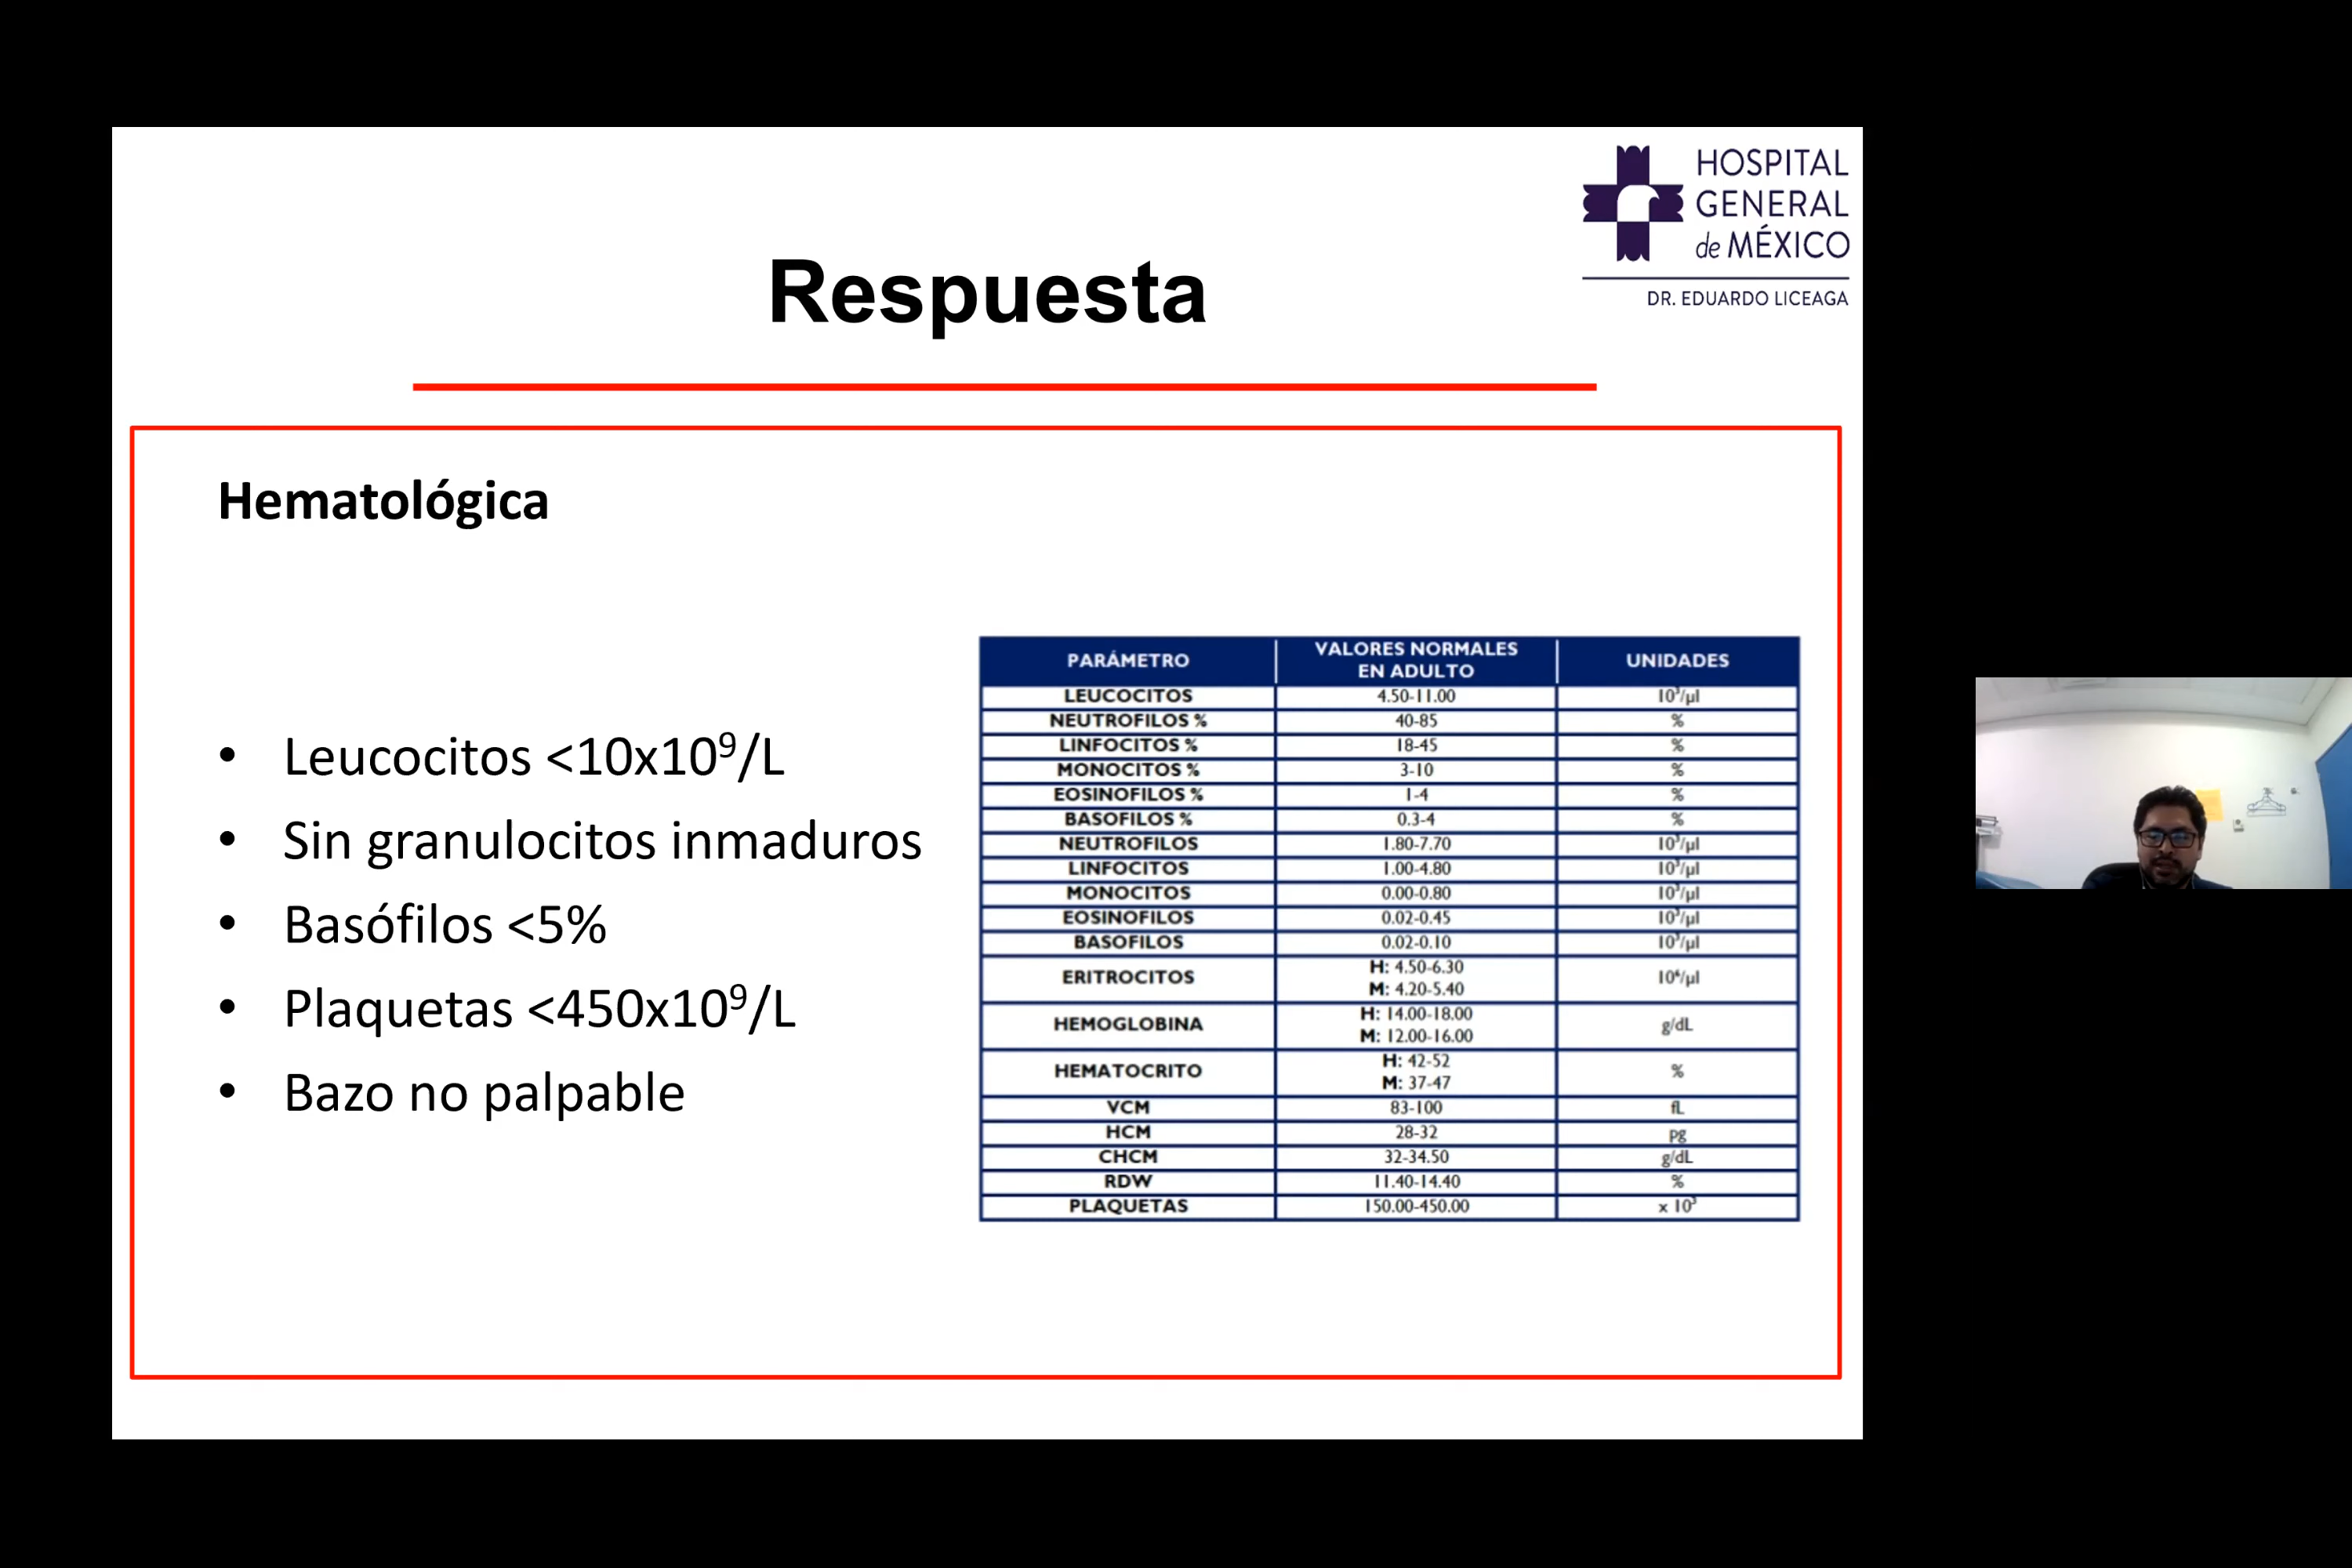 HOSPITAL
GENERAL
de MÉXICO
DR. EDUARDO LICEAGA
Respuesta
Hematológica
• Leucocitos <10x10⁹/L
• Sin granulocitos inmaduros
• Basófilos <5%
• Plaquetas <450x10⁹/L
• Bazo no palpable
PARÁMETRO VALORES NORMALES EN ADULTO UNIDADES
LEUCOCITOS 4.50-11.00 10³/µl
NEUTROFILOS % 40-85 %
LINFOCITOS % 18-45 %
MONOCITOS % 3-10 %
EOSINOFILOS % 1-4 %
BASOFILOS % 0.3-4 %
NEUTROFILOS 1.80-7.70 10³/µl
LINFOCITOS 1.00-4.80 10³/µl
MONOCITOS 0.00-0.80 10³/µl
EOSINOFILOS 0.02-0.45 10³/µl
BASOFILOS 0.02-0.10 10³/µl
ERITROCITOS H: 4.50-6.30 M: 4.20-5.40 10⁶/µl
HEMOGLOBINA H: 14.00-18.00 M: 12.00-16.00 g/dL
HEMATOCRITO H: 42-52 M: 37-47 %
VCM 83-100 fL
HCM 28-32 pg
CHCM 32-34.50 g/dL
RDW 11.40-14.40 %
PLAQUETAS 150.00-450.00 x 10³